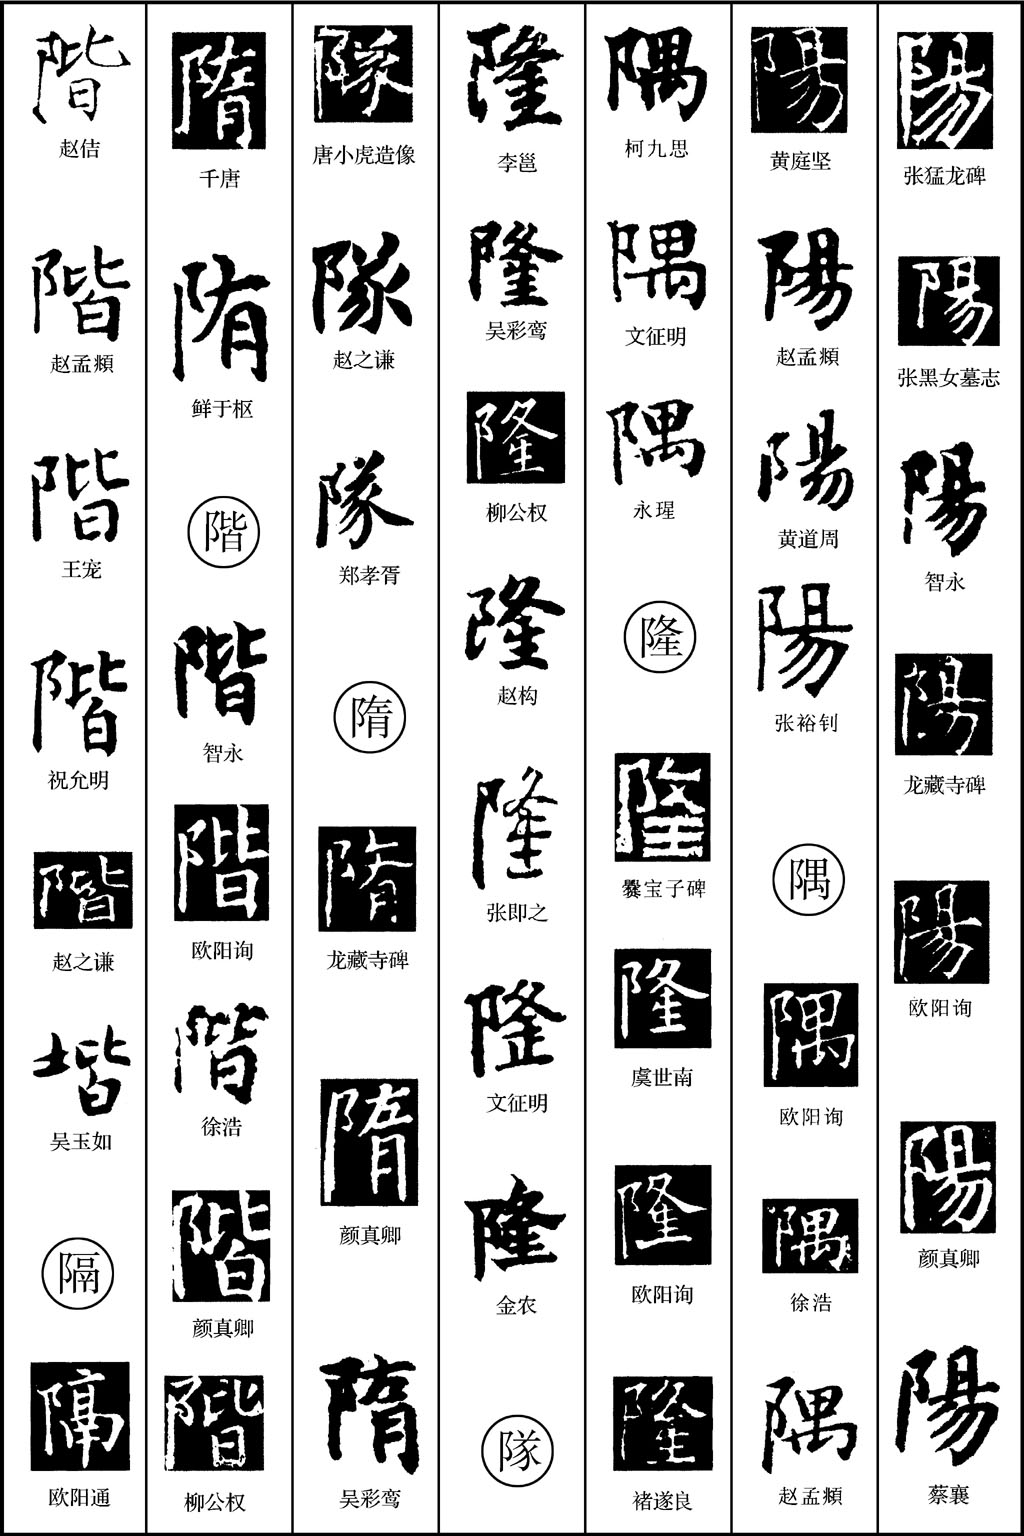 陽
张猛龙碑
陽
张黑女墓志
陽
智永
陽
龙藏寺碑
陽
欧阳询
陽
颜真卿
陽
蔡襄
陽
黄庭坚
陽
赵孟頫
陽
黄道周
陽
张裕钊
隅
隅
欧阳询
隅
徐浩
隅
赵孟頫
隅
柯九思
隅
文征明
隅
永瑆
隆
隆
爨宝子碑
隆
虞世南
隆
欧阳询
隆
褚遂良
隆
李邕
隆
吴彩鸾
隆
柳公权
隆
赵构
隆
张即之
隆
文征明
隆
金农
隊
隊
唐小虎造像
隊
赵之谦
隊
郑孝胥
隋
隋
龙藏寺碑
隋
颜真卿
隋
吴彩鸾
隋
千唐
陏
鲜于枢
階
階
智永
階
欧阳询
階
徐浩
階
颜真卿
階
柳公权
階
赵佶
階
赵孟頫
階
王宠
階
祝允明
階
赵之谦
堦
吴玉如
隔
隔
欧阳通